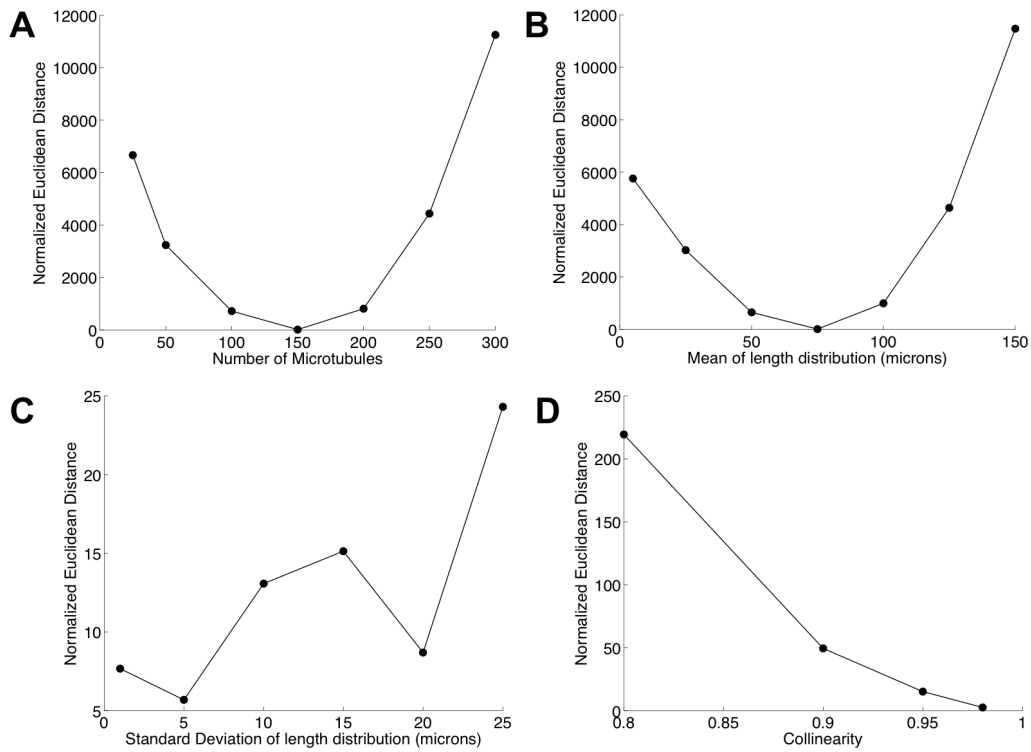 A
12000
10000
8000
6000
4000
2000
0
Normalized Euclidean Distance
0 50 100 150 200 250 300
Number of Microtubules
B
12000
10000
8000
6000
4000
2000
0
Normalized Euclidean Distance
0 50 100 150
Mean of length distribution (microns)
C
25
20
15
10
5
Normalized Euclidean Distance
0 5 10 15 20 25
Standard Deviation of length distribution (microns)
D
250
200
150
100
50
0
Normalized Euclidean Distance
0.8 0.85 0.9 0.95 1
Collinearity